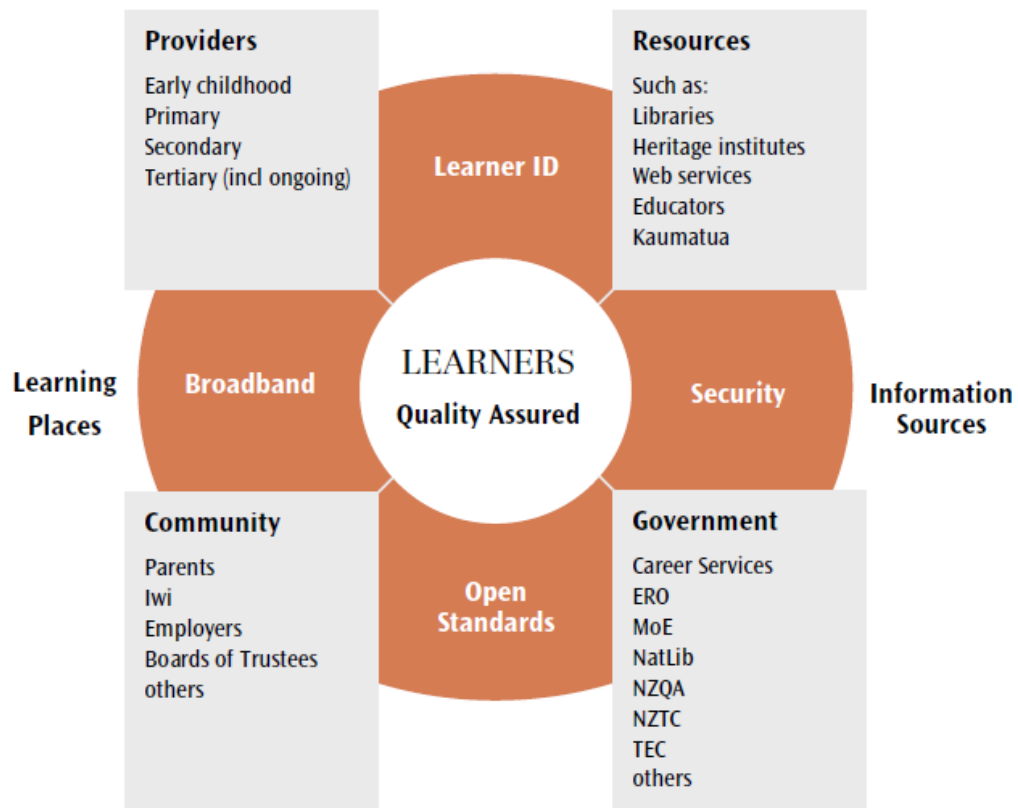 Providers
Early childhood
Primary
Secondary
Tertiary (incl ongoing)
Resources
Such as:
Libraries
Heritage institutes
Web services
Educators
Kaumatua
Learner ID
Learning
Places
Broadband
LEARNERS
Quality Assured
Security
Information
Sources
Community
Parents
Iwi
Employers
Boards of Trustees
others
Open
Standards
Government
Career Services
ERO
MoE
NatLib
NZQA
NZTC
TEC
others